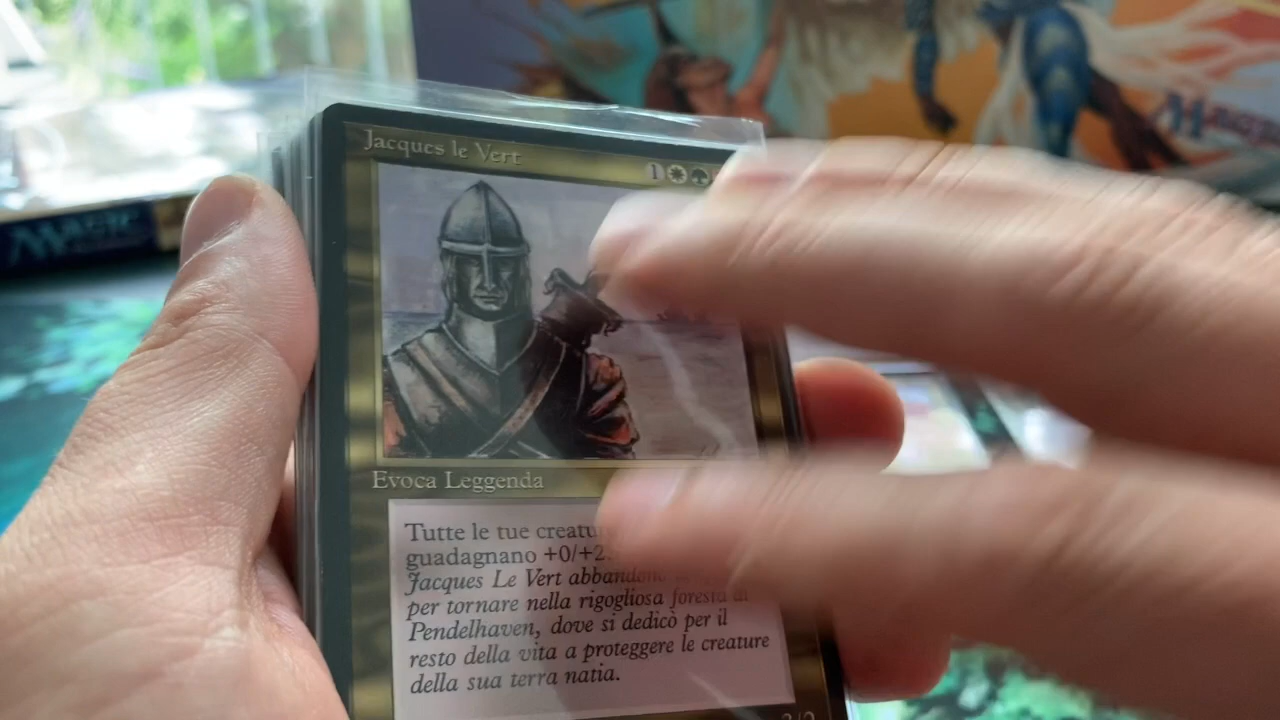 Jacques le Vert
1
MAGIC
Evoca Leggenda
Tutte le tue
guadagnano +0/+2.
Jacques Le Vert
per tornare nella rigogliosa foresta di
Pendelhaven, dove si dedicò per il
resto della vita a proteggere le creature
della sua terra natia.